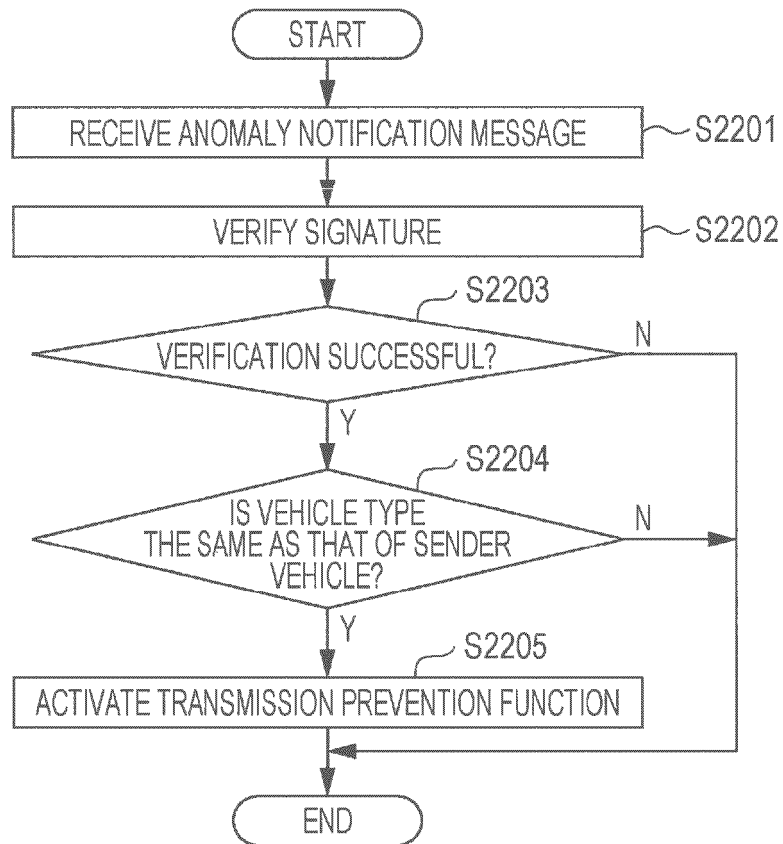 START
RECEIVE ANOMALY NOTIFICATION MESSAGE
S2201
VERIFY SIGNATURE
S2202
S2203
VERIFICATION SUCCESSFUL?
N
Y
S2204
IS VEHICLE TYPE
THE SAME AS THAT OF SENDER
VEHICLE?
N
Y
S2205
ACTIVATE TRANSMISSION PREVENTION FUNCTION
END